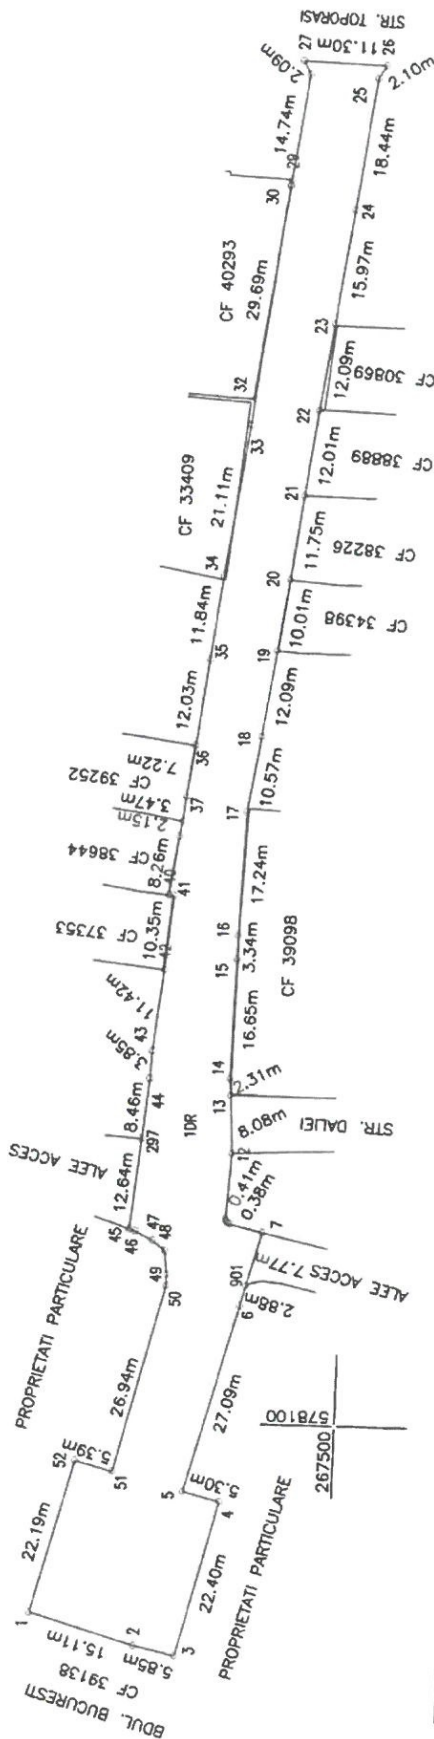 STR. TOPORASI
27
11.30m
26
2.09m
2.10m
25
14.74m
18.44m
29
30
24
CF 40293
29.69m
15.97m
23
32
12.09m
CF 30869
33
22
CF 33409
21.11m
12.01m
CF 38889
21
34
11.75m
CF 38226
11.84m
20
10.01m
CF 34398
35
19
12.03m
12.09m
36
18
7.22m
CF 39252
10.57m
37
17
3.47m
2.15m
CF 38644
8.26m
40
41
17.24m
CF 37353
10.35m
16
42
3.34m
15
CF 39098
11.42m
16.65m
43
3.85m
14
44
2.31m
13
8.46m
1DR
8.08m
STR. DALIEI
297
12
ALEE ACCES
12.64m
0.41m
0.38m
45
46
47
48
7
49
50
ALEE ACCES 7.77m
901
2.88m
6
PROPRIETATI PARTICULARE
26.94m
27.09m
578100
267500
52
5.39m
51
5
5.30m
4
22.19m
22.40m
PROPRIETATI PARTICULARE
1
15.11m
2
5.85m
3
CF 39138
BDUL. BUCURESTI